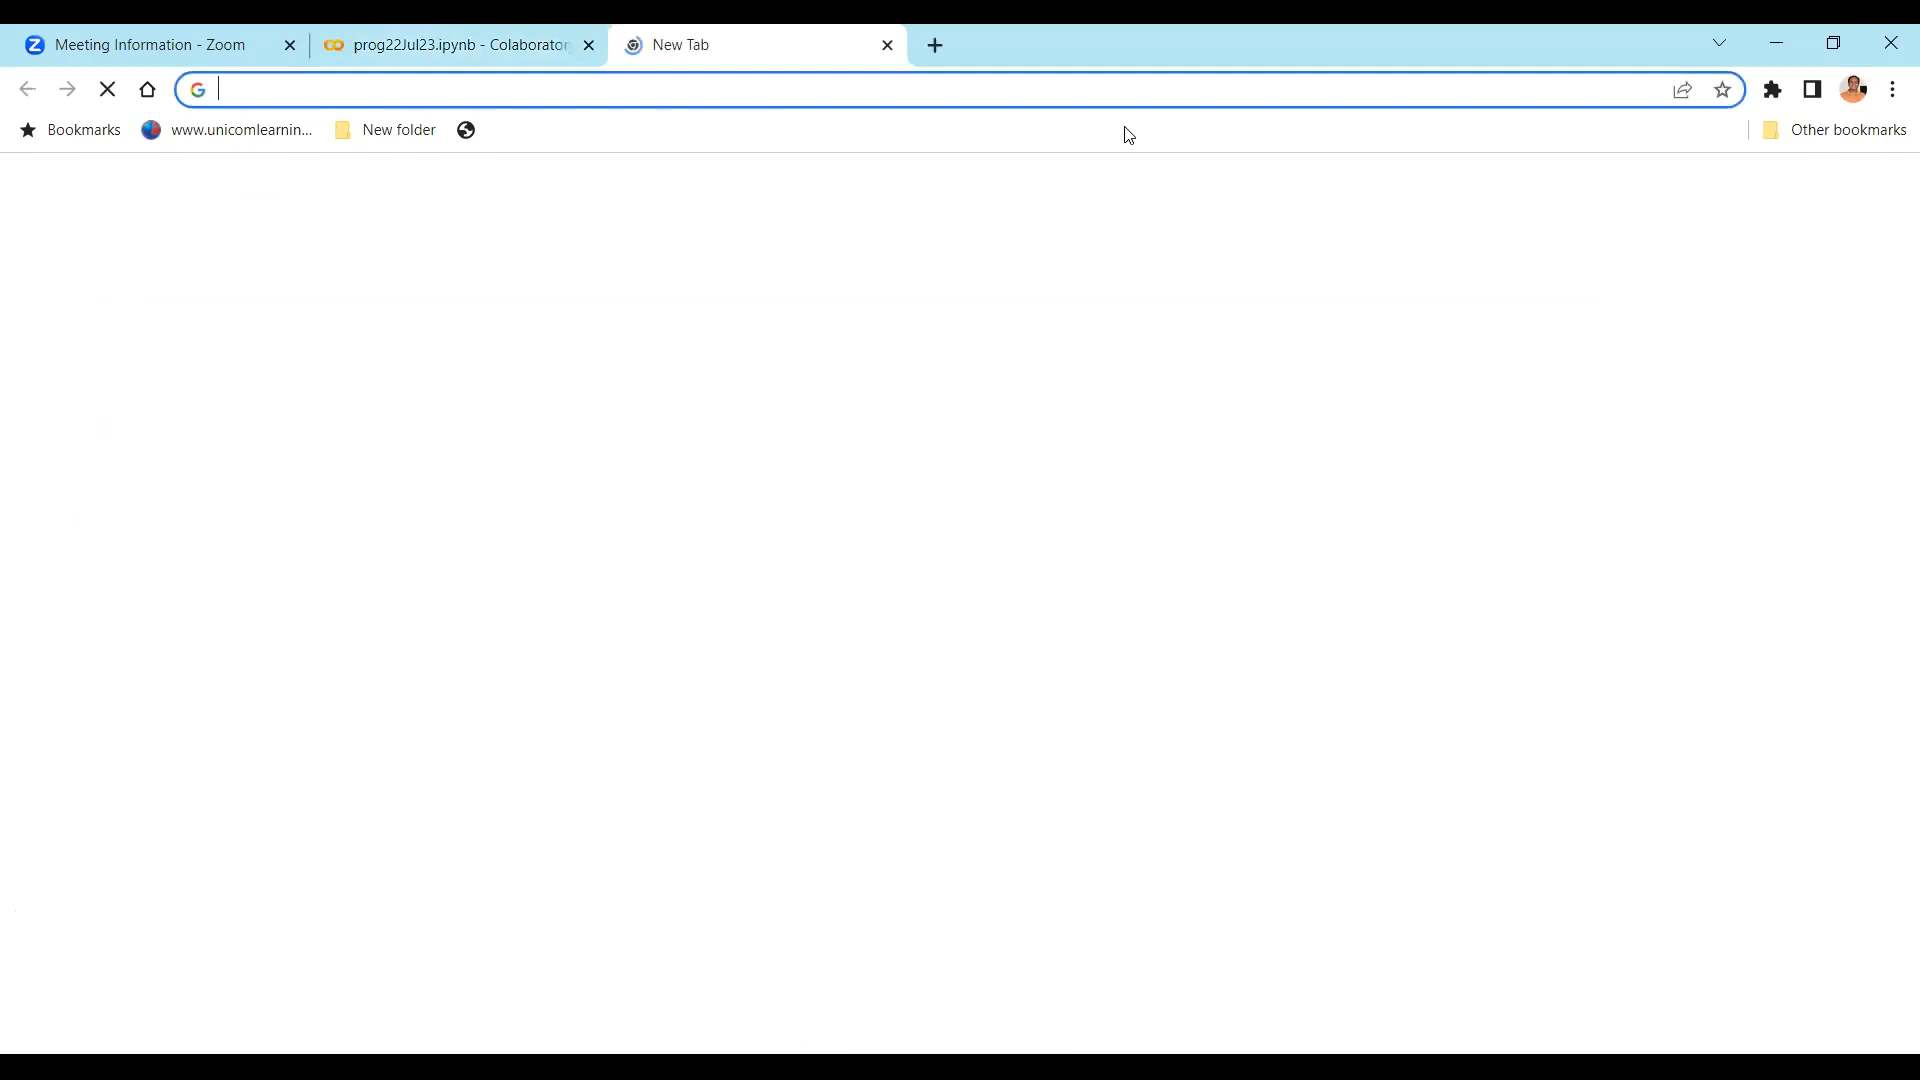 Meeting Information - Zoom
prog22Jul23.ipynb - Colaborator
New Tab
Bookmarks
www.unicomlearnin...
New folder
Other bookmarks